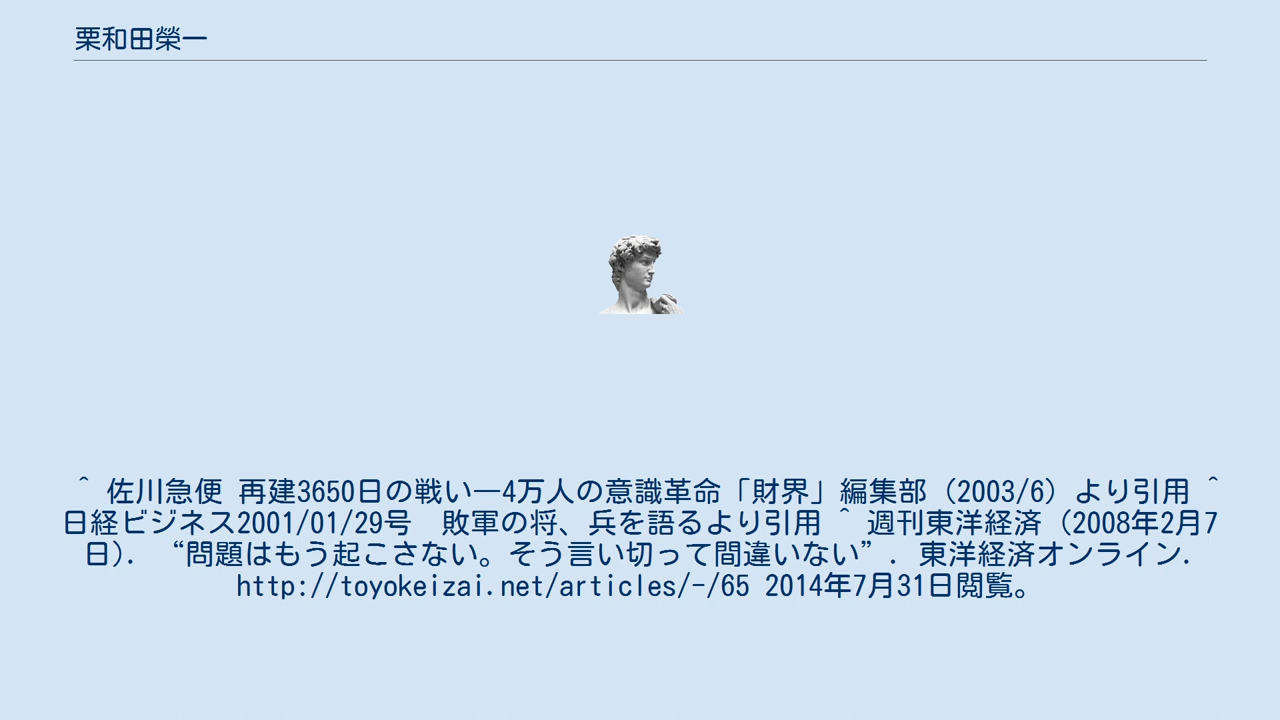 栗和田榮一
^ 佐川急便 再建3650日の戦い―4万人の意識革命「財界」編集部（2003/6）より引用 ^
日経ビジネス2001/01/29号　敗軍の将、兵を語るより引用 ^ 週刊東洋経済（2008年2月7
日）. “問題はもう起こさない。そう言い切って間違いない”. 東洋経済オンライン.
http://toyokeizai.net/articles/-/65 2014年7月31日閲覧。